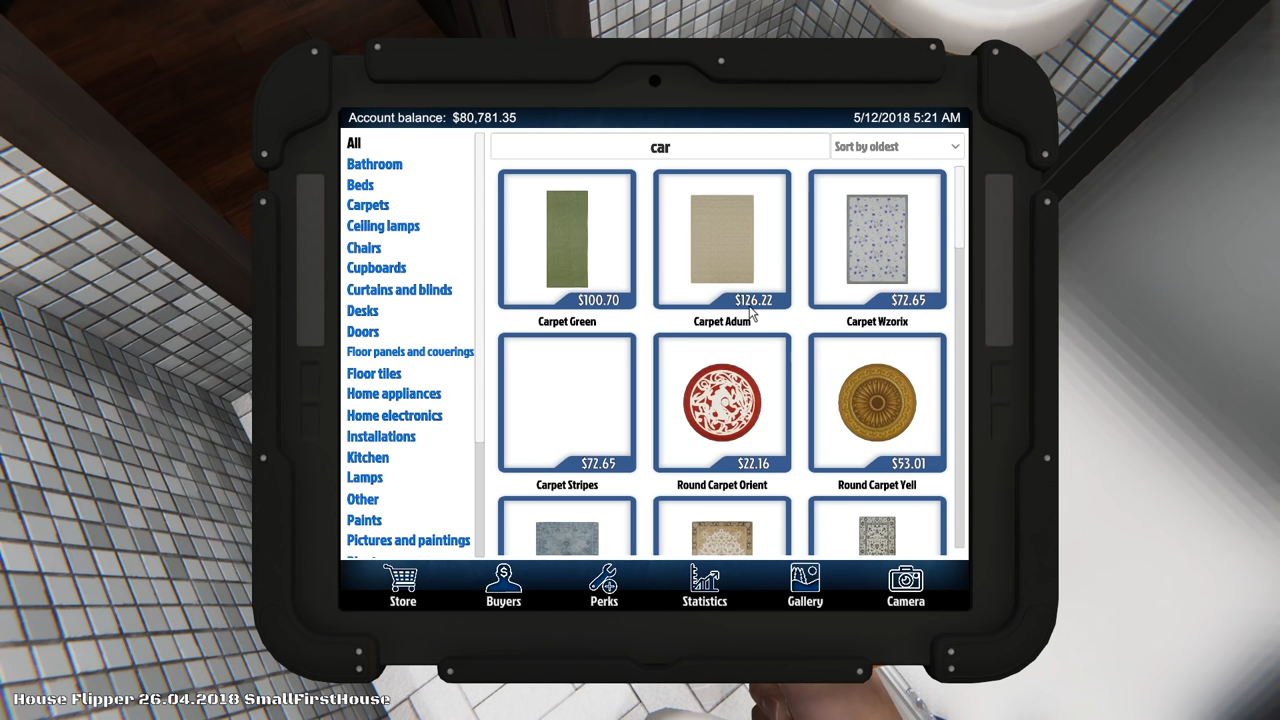 Account balance: $80,781.35
5/12/2018 5:21 AM
All
Bathroom
Beds
Carpets
Ceiling lamps
Chairs
Cupboards
Curtains and blinds
Desks
Doors
Floor panels and coverings
Floor tiles
Home appliances
Home electronics
Installations
Kitchen
Lamps
Other
Paints
Pictures and paintings
car
Sort by oldest
$100.70
$126.22
$72.65
Carpet Green
Carpet Adum
Carpet Wzorix
$72.65
$22.16
$53.01
Carpet Stripes
Round Carpet Orient
Round Carpet Yell
Store
Buyers
Perks
Statistics
Gallery
Camera
House Flipper 26.04.2018 SmallFirstHouse